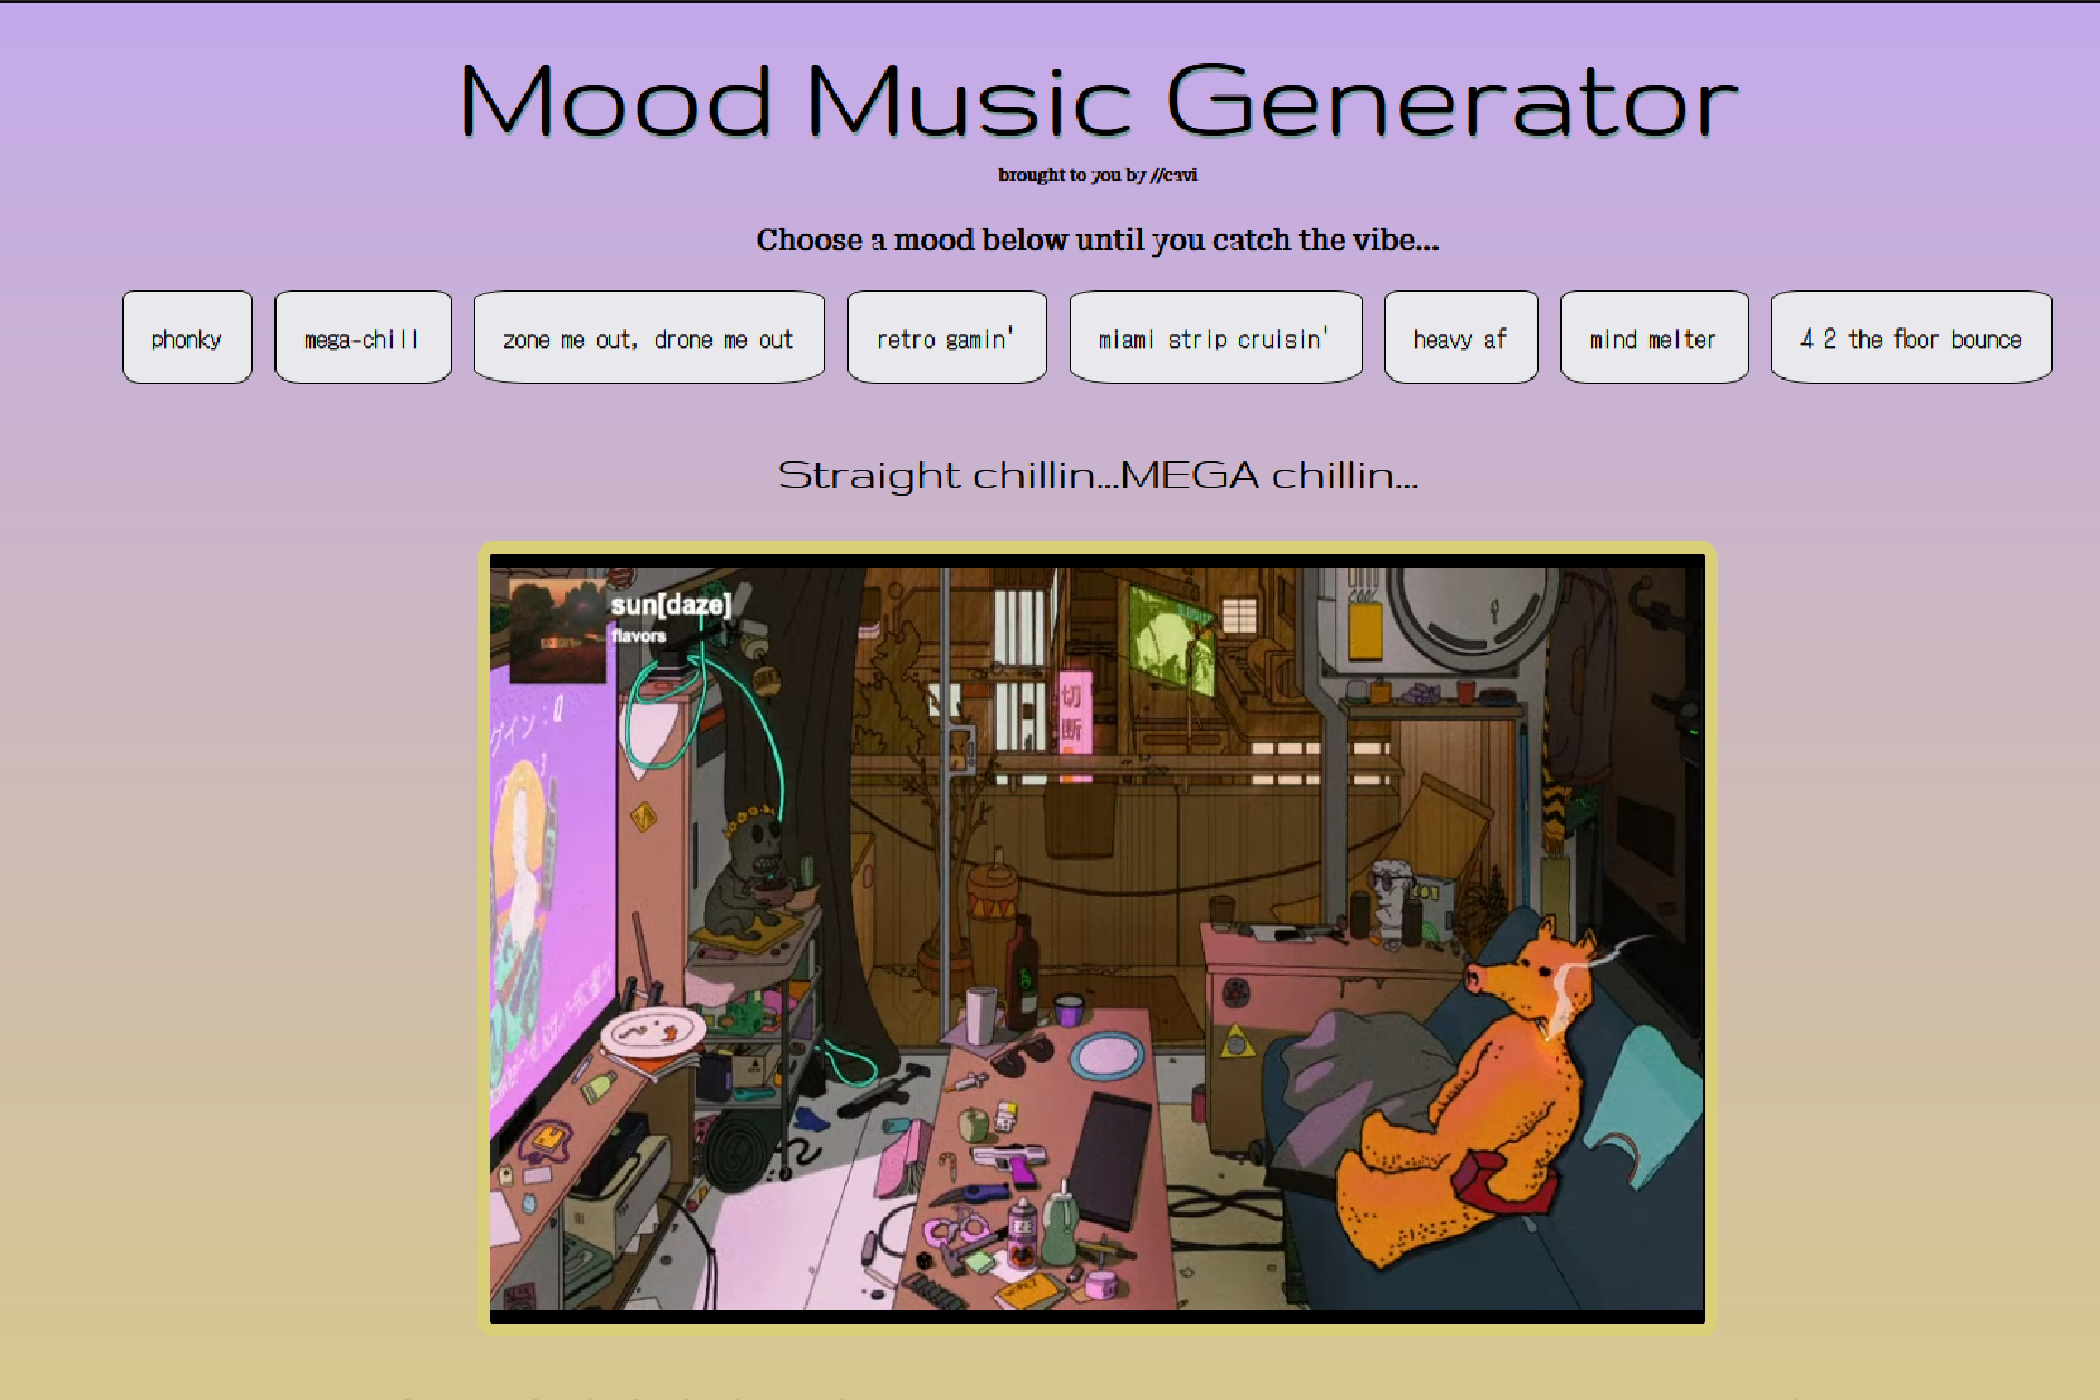 Mood Music Generator
brought to you by //cavi
Choose a mood below until you catch the vibe...
phonky
mega-chill
zone me out, drone me out
retro gamin'
miami strip cruisin'
heavy af
mind melter
4 2 the floor bounce
Straight chillin...MEGA chillin...
sun[daze]
flavors
グイン:
切
断